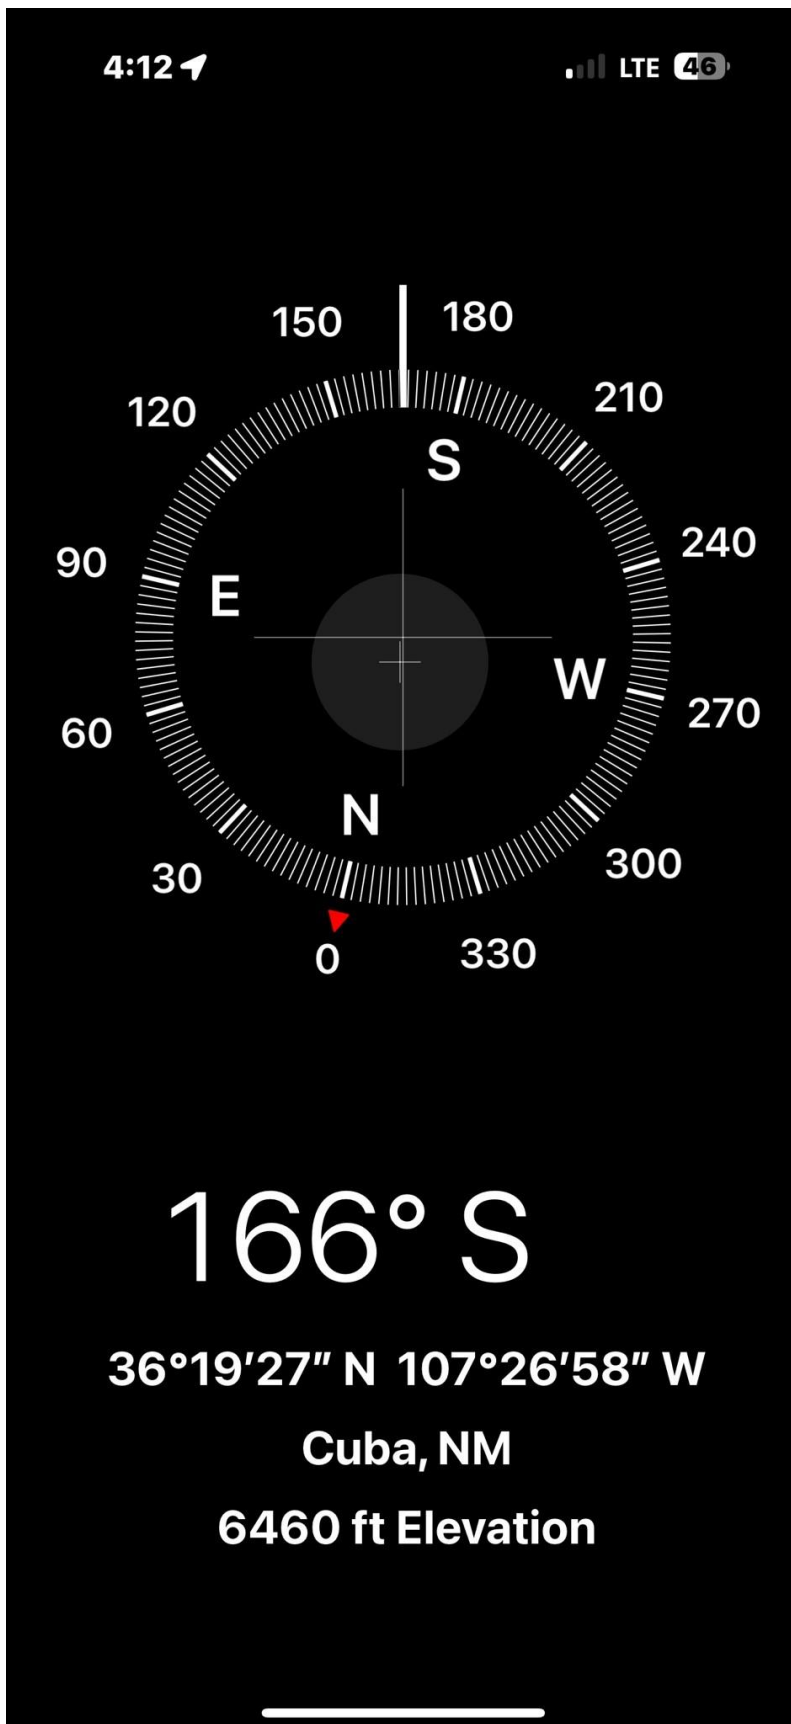 4:12 LTE 46
150 180
120 210
90 S 240
E
W
60 270
N
30 300
0 330
166° S
36°19′27″ N 107°26′58″ W
Cuba, NM
6460 ft Elevation